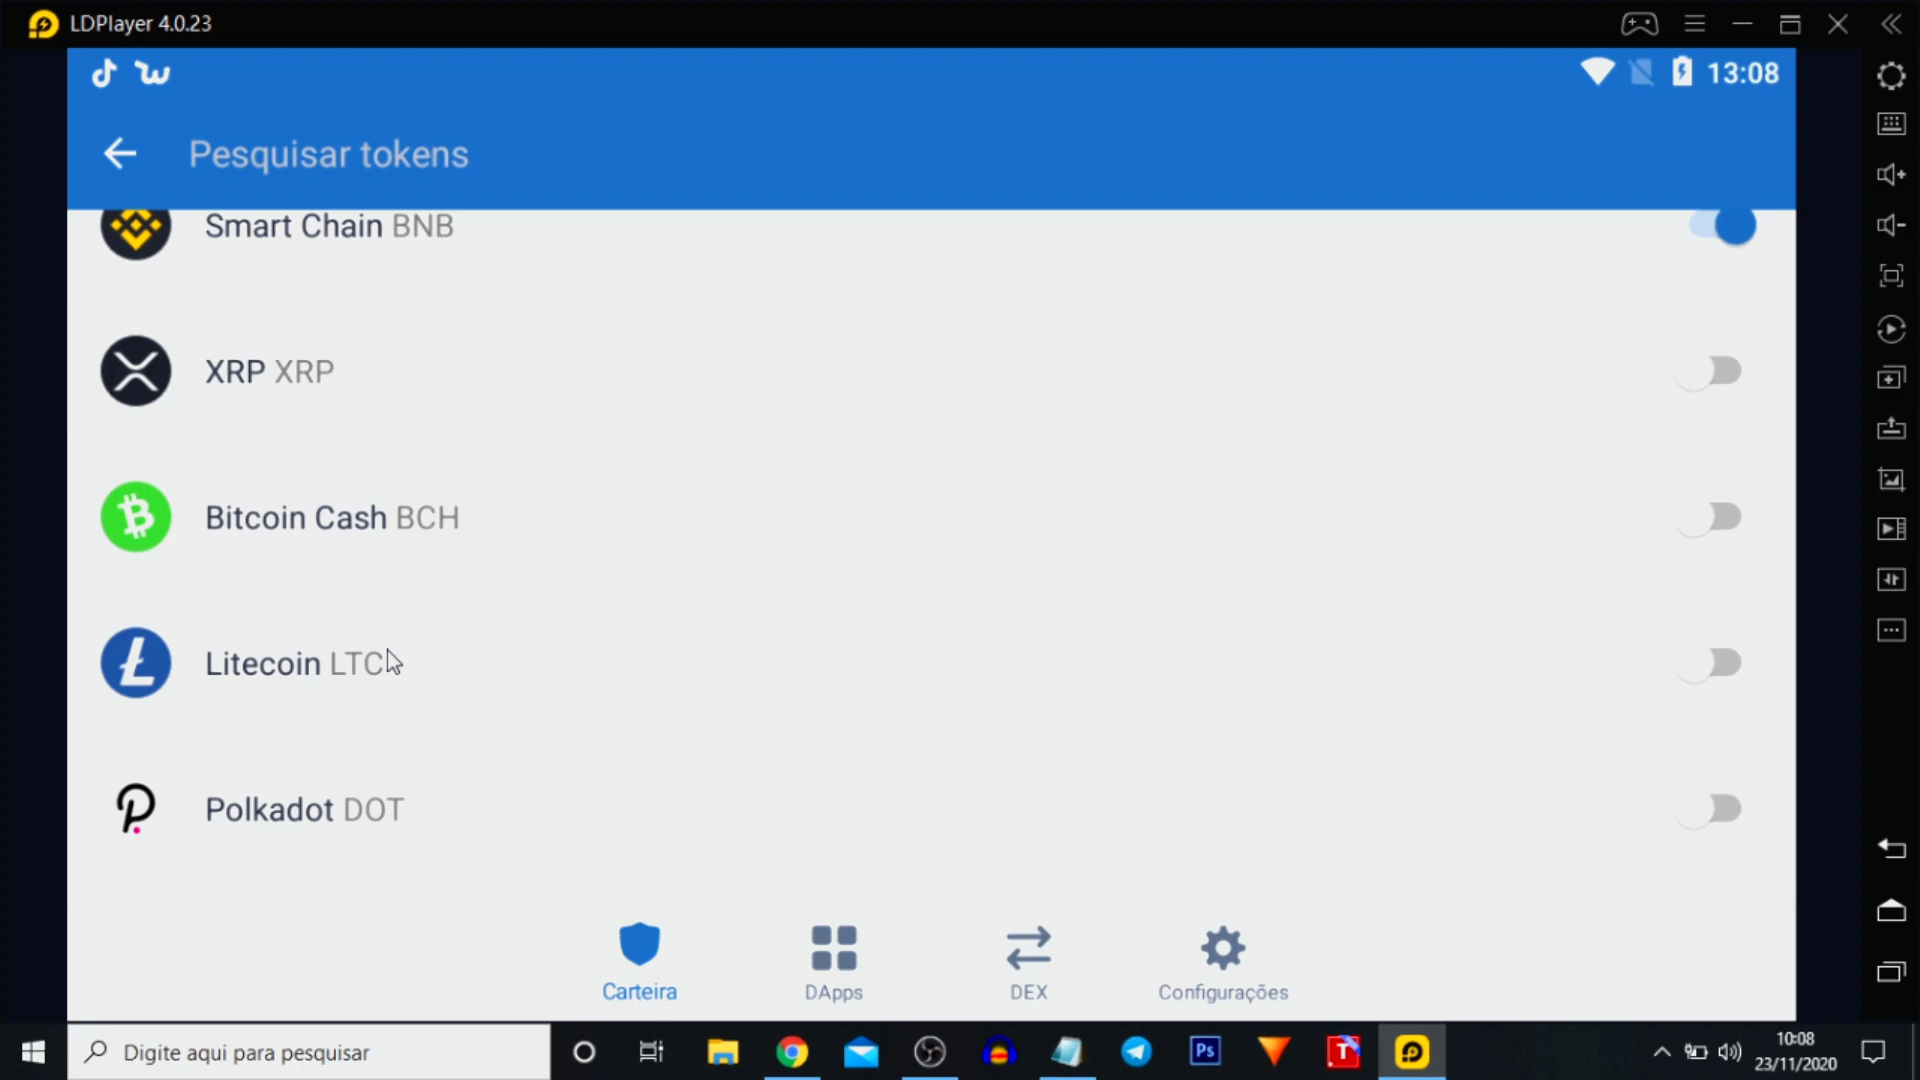 LDPlayer 4.0.23
13:08
Pesquisar tokens
Smart Chain BNB
XRP XRP
Bitcoin Cash BCH
Litecoin LTC
Polkadot DOT
Carteira
DApps
DEX
Configurações
Digite aqui para pesquisar
Ps
T
10:08
23/11/2020